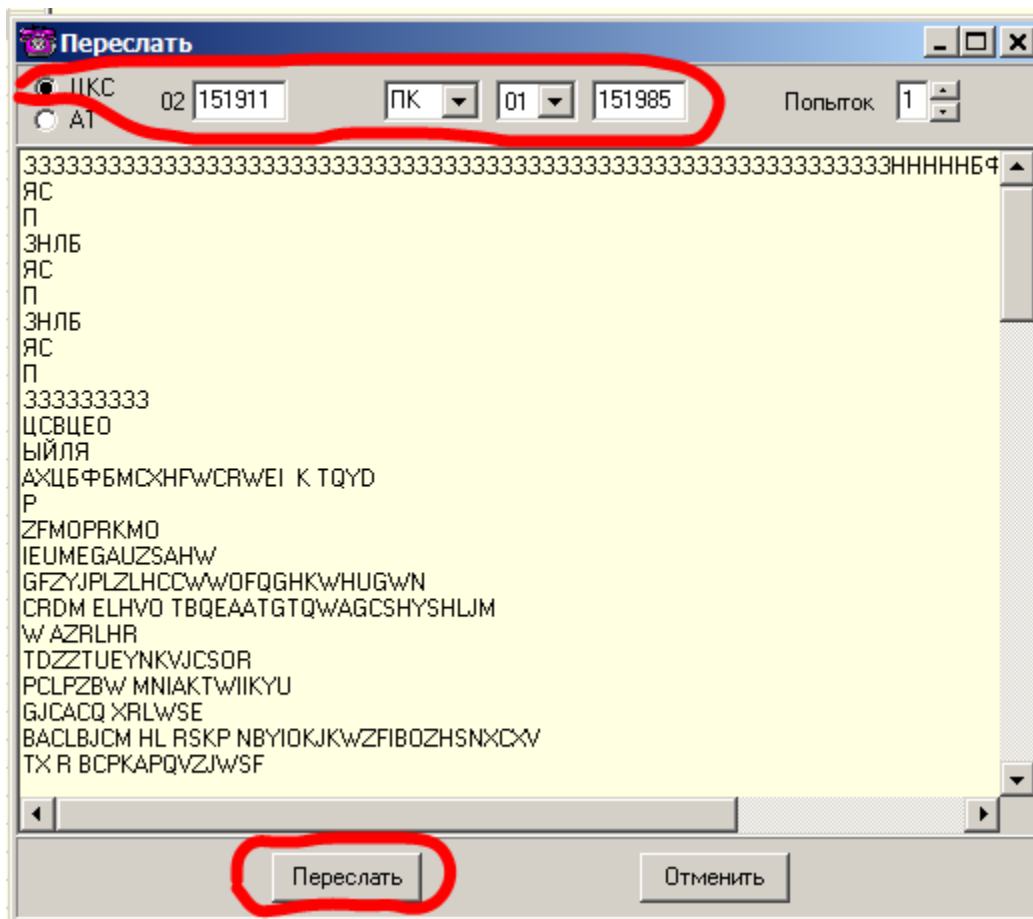 Переслать
ЦКС
АТ
02 151911 ПК 01 151985 Попыток 1
3333333333333333333333333333333333333333333333333333333333333НННННБФ
ЯС
П
ЗНЛБ
ЯС
П
ЗНЛБ
ЯС
П
333333333
ЦСВЦЕО
ЫЙЛЯ
АХЦБФБМСХHFWCRWEI K TQYD
P
ZFMOPRKMO
IEUMEGAUZSAHW
GFZYJPLZLHCCWWOFQGHKWHUGWN
CRDM ELHVO TBQEAATGTQWAGCSHYSHLJM
W AZRLHR
TDZZTUEYNKVJCSOR
PCLPZBW MNIAKTWIIKYU
GJCACQ XRLWSE
BACLBJCM HL RSKP NBYIOKJKWZFIBOZHSNXCXV
TX R BCPKAPQVZJWSF
Переслать Отменить